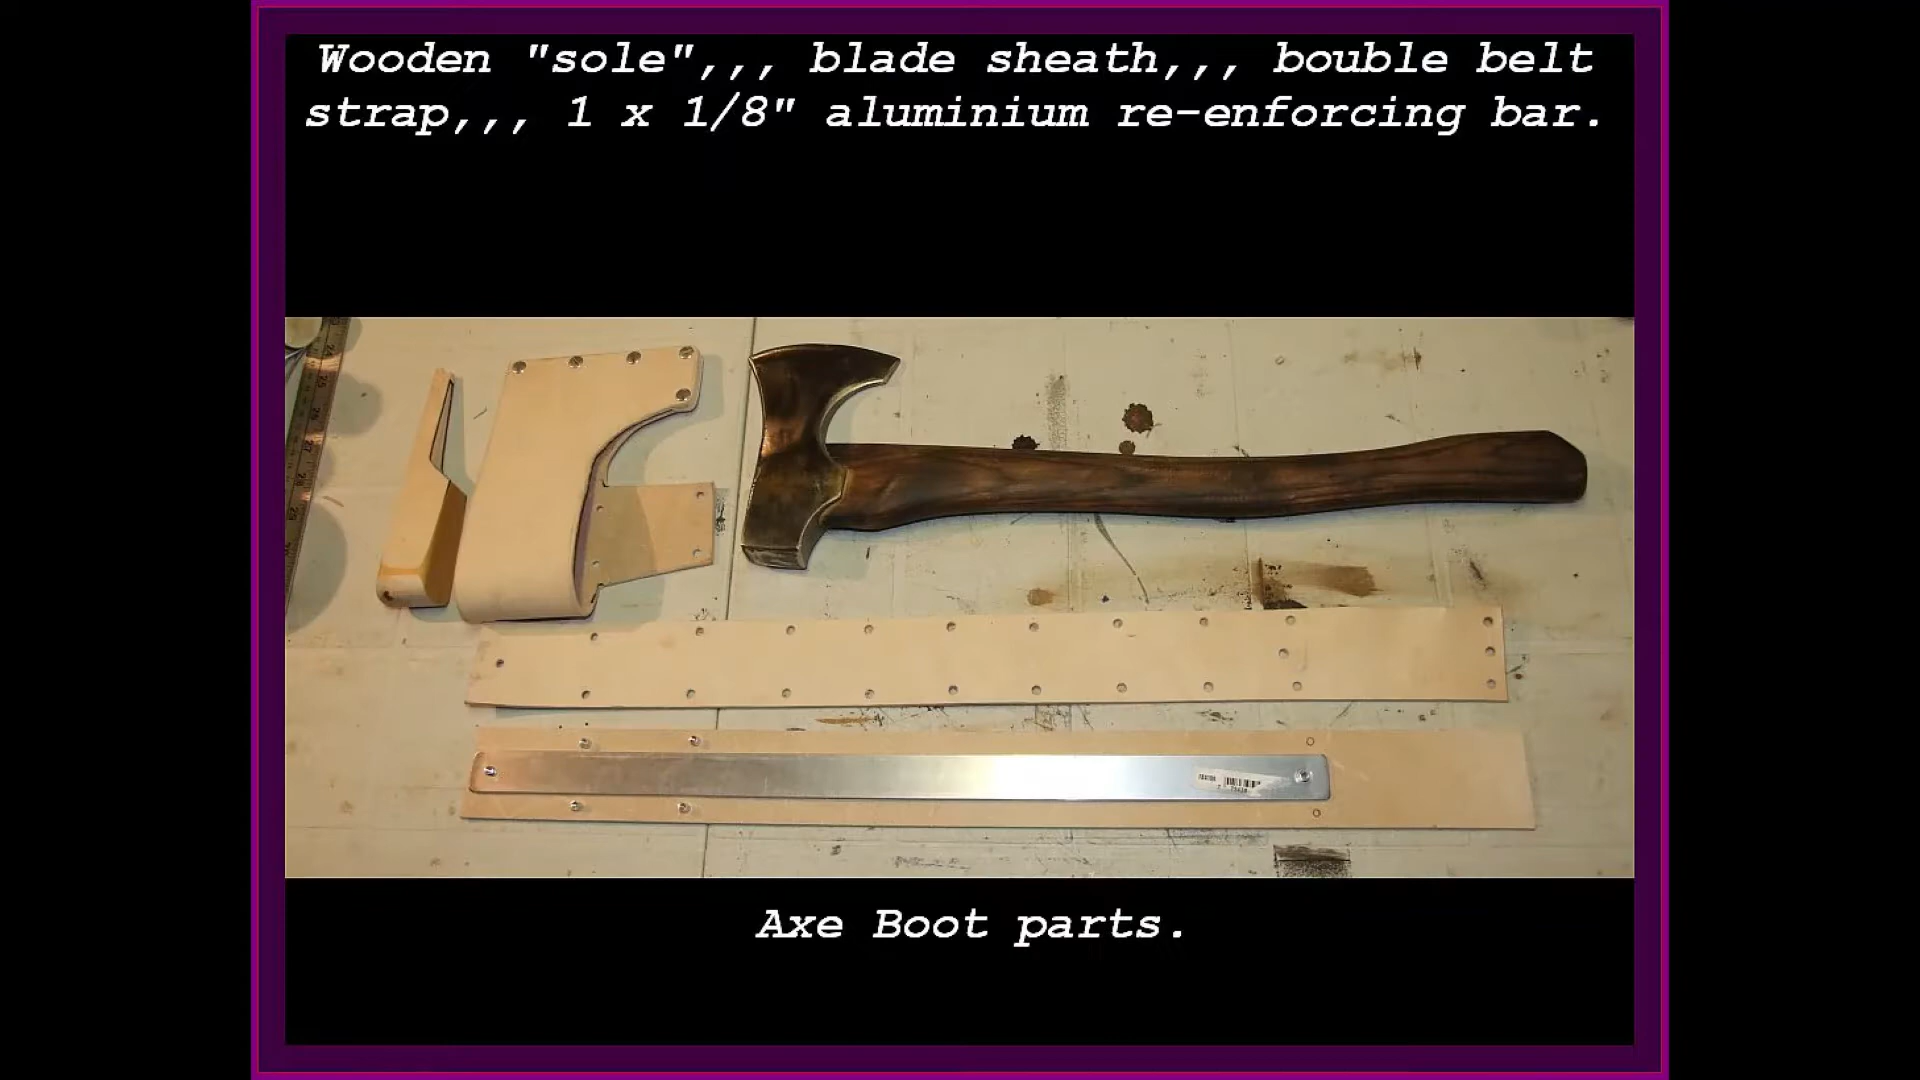 Wooden "sole",,, blade sheath,,, bouble belt
strap,,, 1 x 1/8" aluminium re-enforcing bar.
Axe Boot parts.